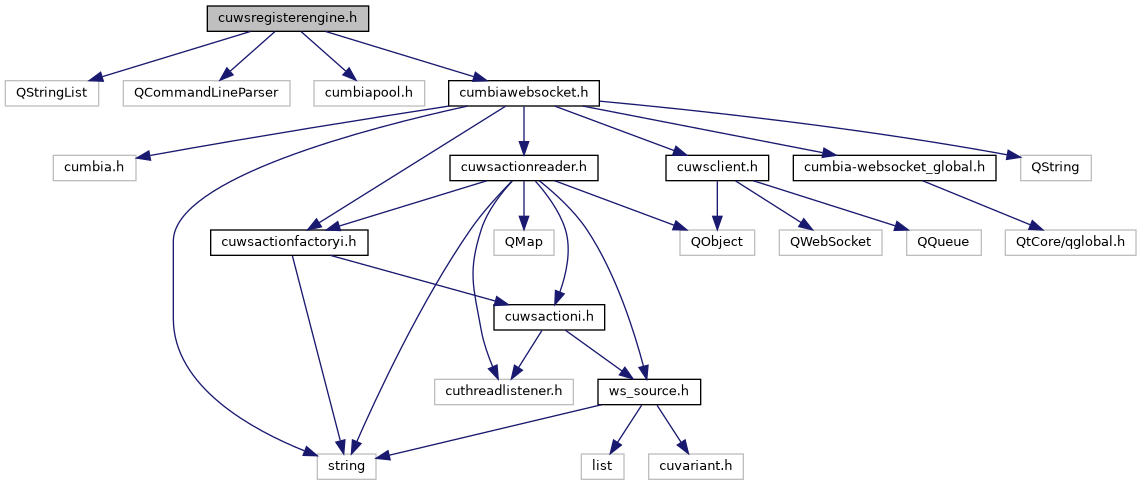 cuwsregisterengine.h
QStringList
QCommandLineParser
cumbiapool.h
cumbiawebsocket.h
cumbia.h
cuwsactionreader.h
cuwsclient.h
cumbia-websocket_global.h
QString
cuwsactionfactoryi.h
QMap
QObject
QWebSocket
QQueue
QtCore/qglobal.h
cuwsactioni.h
cuthreadlistener.h
ws_source.h
string
list
cuvariant.h